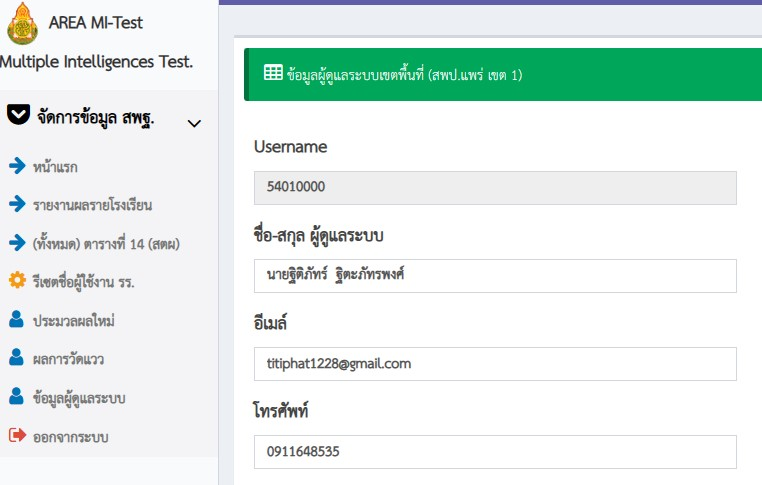 AREA MI-Test
Multiple Intelligences Test.
จัดการข้อมูล สพฐ.
หน้าแรก
รายงานผลรายโรงเรียน
(ทั้งหมด) ตารางที่ 14 (สตผ)
รีเซตชื่อผู้ใช้งาน รร.
ประมวลผลใหม่
ผลการวัดแวว
ข้อมูลผู้ดูแลระบบ
ออกจากระบบ
ข้อมูลผู้ดูแลระบบเขตพื้นที่ (สพป.แพร่ เขต 1)
Username
54010000
ชื่อ-สกุล ผู้ดูแลระบบ
นายฐิติภัทร์ ฐิตะภัทรพงศ์
อีเมล์
titiphat1228@gmail.com
โทรศัพท์
0911648535